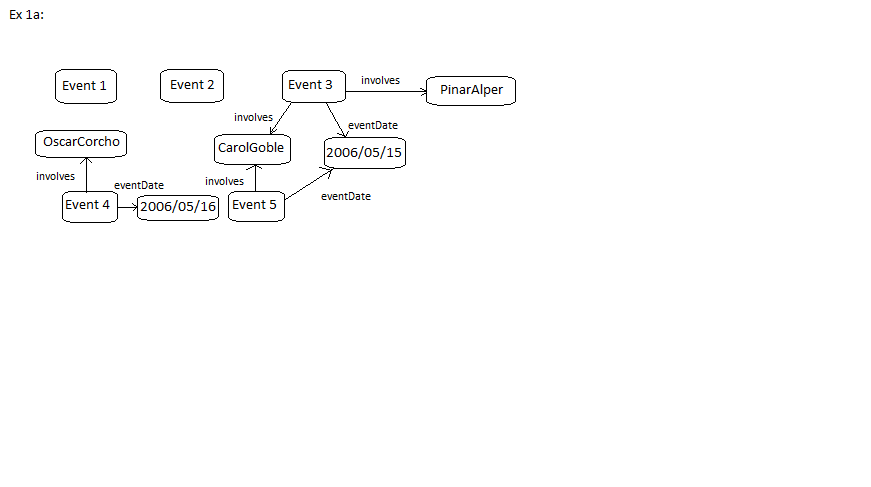 Ex 1a:
Event 1
Event 2
Event 3
involves
PinarAlper
involves
eventDate
OscarCorcho
CarolGoble
2006/05/15
involves
eventDate
involves
eventDate
Event 4
2006/05/16
Event 5